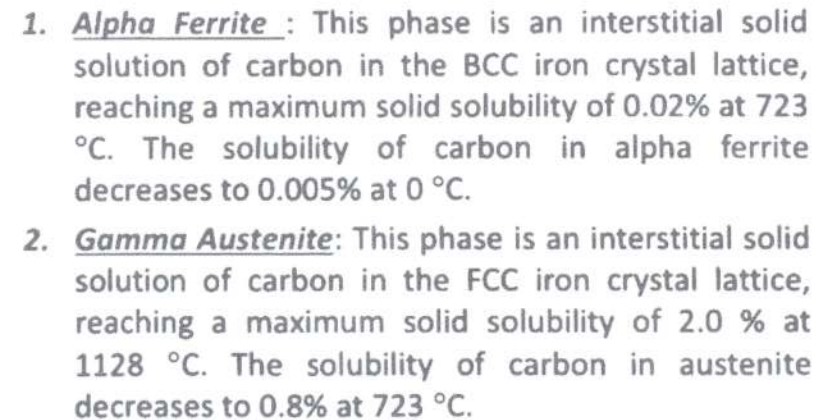 1. Alpha Ferrite : This phase is an interstitial solid
solution of carbon in the BCC iron crystal lattice,
reaching a maximum solid solubility of 0.02% at 723
°C. The solubility of carbon in alpha ferrite
decreases to 0.005% at 0 °C.
2. Gamma Austenite: This phase is an interstitial solid
solution of carbon in the FCC iron crystal lattice,
reaching a maximum solid solubility of 2.0 % at
1128 °C. The solubility of carbon in austenite
decreases to 0.8% at 723 °C.